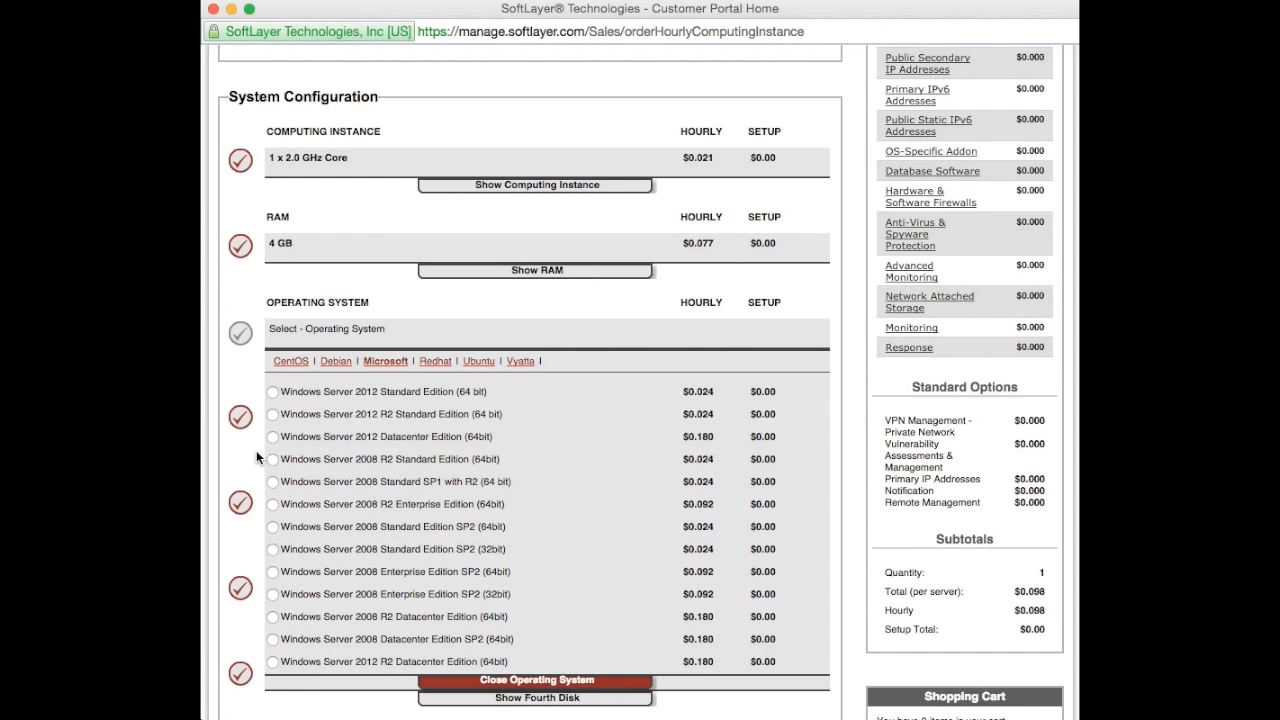 SoftLayer® Technologies - Customer Portal Home
SoftLayer Technologies, Inc [US] https://manage.softlayer.com/Sales/orderHourlyComputingInstance
System Configuration
COMPUTING INSTANCE HOURLY SETUP
1 x 2.0 GHz Core $0.021 $0.00
Show Computing Instance
RAM HOURLY SETUP
4 GB $0.077 $0.00
Show RAM
OPERATING SYSTEM HOURLY SETUP
Select - Operating System
CentOS | Debian | Microsoft | Redhat | Ubuntu | Vyatta |
Windows Server 2012 Standard Edition (64 bit) $0.024 $0.00
Windows Server 2012 R2 Standard Edition (64 bit) $0.024 $0.00
Windows Server 2012 Datacenter Edition (64bit) $0.180 $0.00
Windows Server 2008 R2 Standard Edition (64bit) $0.024 $0.00
Windows Server 2008 Standard SP1 with R2 (64 bit) $0.024 $0.00
Windows Server 2008 R2 Enterprise Edition (64bit) $0.092 $0.00
Windows Server 2008 Standard Edition SP2 (64bit) $0.024 $0.00
Windows Server 2008 Standard Edition SP2 (32bit) $0.024 $0.00
Windows Server 2008 Enterprise Edition SP2 (64bit) $0.092 $0.00
Windows Server 2008 Enterprise Edition SP2 (32bit) $0.092 $0.00
Windows Server 2008 R2 Datacenter Edition (64bit) $0.180 $0.00
Windows Server 2008 Datacenter Edition SP2 (64bit) $0.180 $0.00
Windows Server 2012 R2 Datacenter Edition (64bit) $0.180 $0.00
Close Operating System
Show Fourth Disk
Public Secondary $0.000
IP Addresses
Primary IPv6 $0.000
Addresses
Public Static IPv6 $0.000
Addresses
OS-Specific Addon $0.000
Database Software $0.000
Hardware & $0.000
Software Firewalls
Anti-Virus & $0.000
Spyware
Protection
Advanced $0.000
Monitoring
Network Attached $0.000
Storage
Monitoring $0.000
Response $0.000
Standard Options
VPN Management - $0.000
Private Network
Vulnerability $0.000
Assessments &
Management
Primary IP Addresses $0.000
Notification $0.000
Remote Management $0.000
Subtotals
Quantity: 1
Total (per server): $0.098
Hourly $0.098
Setup Total: $0.00
Shopping Cart
You have 0 items in your cart